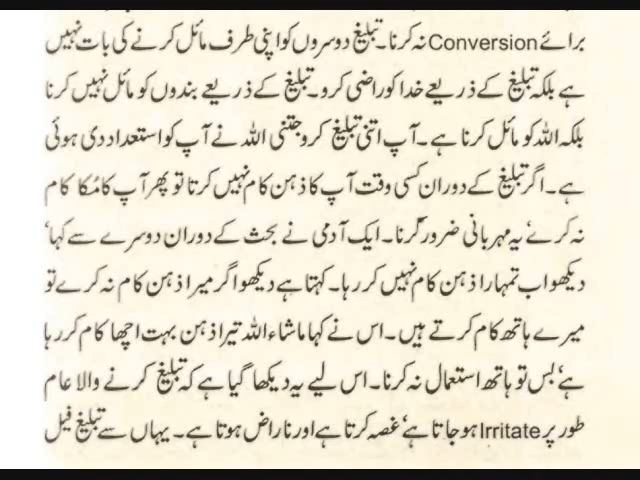 برائے Conversion نہ کرنا۔ تبلیغ دوسروں کو اپنی طرف مائل کرنے کی بات نہیں
ہے بلکہ تبلیغ کے ذریعے خدا کو راضی کرو۔ تبلیغ کے ذریعے بندوں کو مائل نہیں کرنا
بلکہ اللہ کو مائل کرنا ہے۔ آپ اتنی تبلیغ کرو جتنی اللہ نے آپ کو استعداد دی ہوئی
ہے۔ اگر تبلیغ کے دوران کسی وقت آپ کا ذہن کام نہیں کرتا تو پھر آپ کا مُکا کام
نہ کرے‘ یہ مہربانی ضرور کرنا۔ ایک آدمی نے بحث کے دوران دوسرے سے کہا‘
دیکھو اب تمہارا ذہن کام نہیں کر رہا۔ کہتا ہے دیکھو اگر میرا ذہن کام نہ کرے تو
میرے ہاتھ کام کرتے ہیں۔ اس نے کہا ماشاء اللہ تیرا ذہن بہت اچھا کام کر رہا
ہے‘ بس تو ہاتھ استعمال نہ کرنا۔ اس لیے یہ دیکھا گیا ہے کہ تبلیغ کرنے والا عام
طور پر Irritate ہو جاتا ہے‘ غصہ کرتا ہے اور ناراض ہوتا ہے۔ یہاں سے تبلیغ فیل